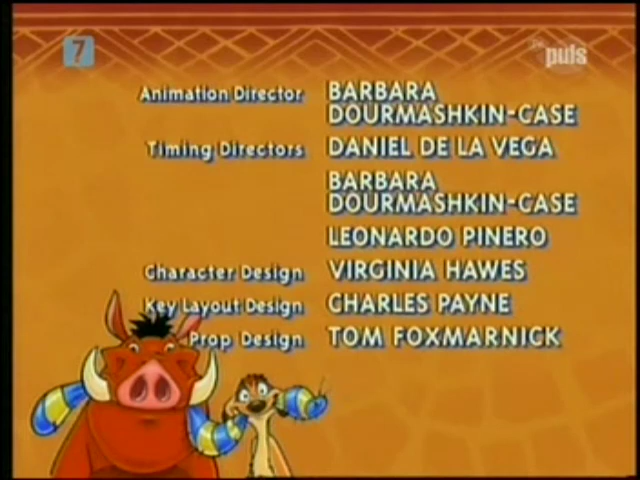 7
TV puls
Animation Director BARBARA
DOURMASHKIN-CASE
Timing Directors DANIEL DE LA VEGA
BARBARA
DOURMASHKIN-CASE
LEONARDO PINERO
Character Design VIRGINIA HAWES
Key Layout Design CHARLES PAYNE
Prop Design TOM FOXMARNICK